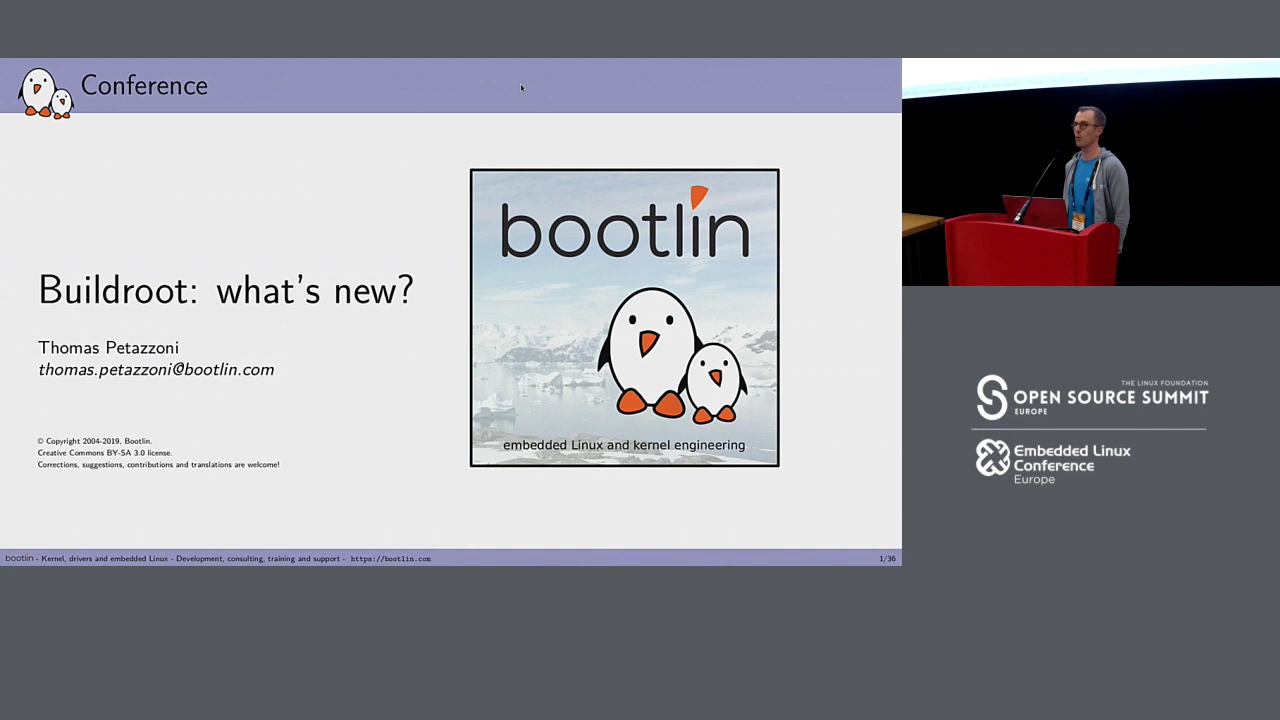 Conference
bootlin
Buildroot: what's new?
Thomas Petazzoni
thomas.petazzoni@bootlin.com
© Copyright 2004-2019, Bootlin.
Creative Commons BY-SA 3.0 license.
Corrections, suggestions, contributions and translations are welcome!
embedded Linux and kernel engineering
bootlin - Kernel, drivers and embedded Linux - Development, consulting, training and support - https://bootlin.com
1/36
THE LINUX FOUNDATION
OPEN SOURCE SUMMIT
EUROPE
Embedded Linux
Conference
Europe